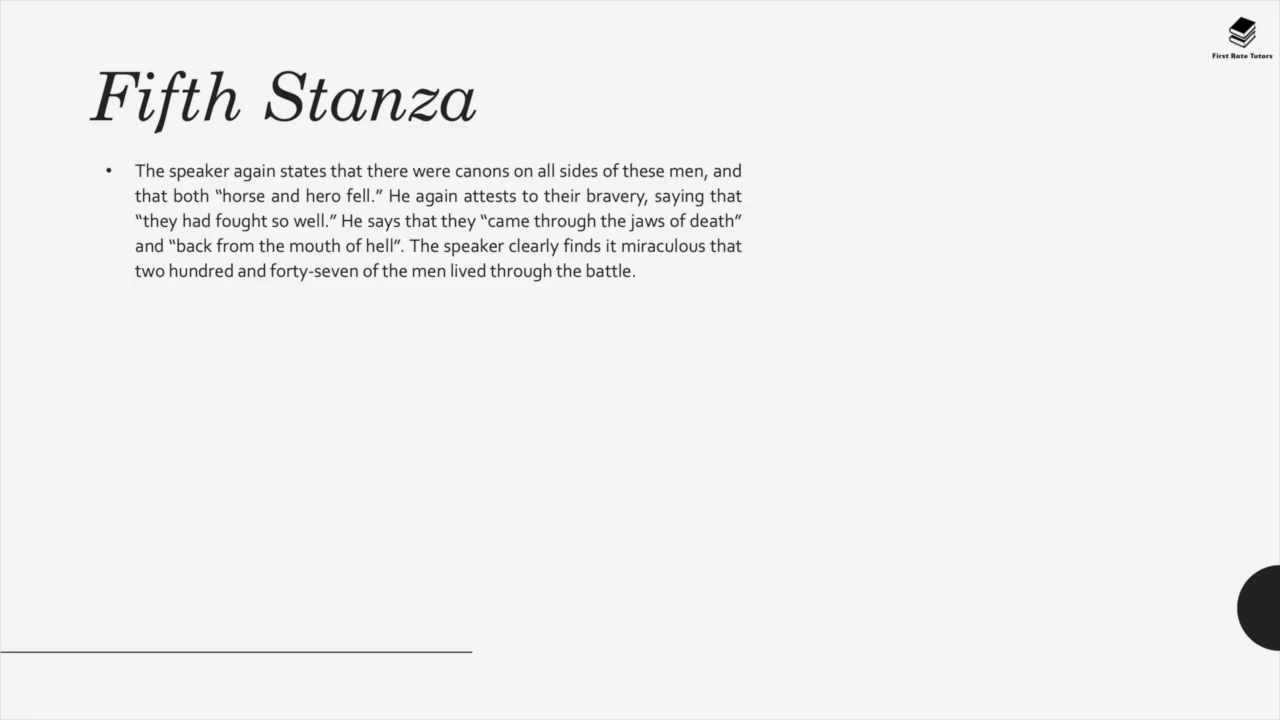 First Rate Tutors
Fifth Stanza
• The speaker again states that there were canons on all sides of these men, and
that both “horse and hero fell.” He again attests to their bravery, saying that
“they had fought so well.” He says that they “came through the jaws of death”
and “back from the mouth of hell”. The speaker clearly finds it miraculous that
two hundred and forty-seven of the men lived through the battle.